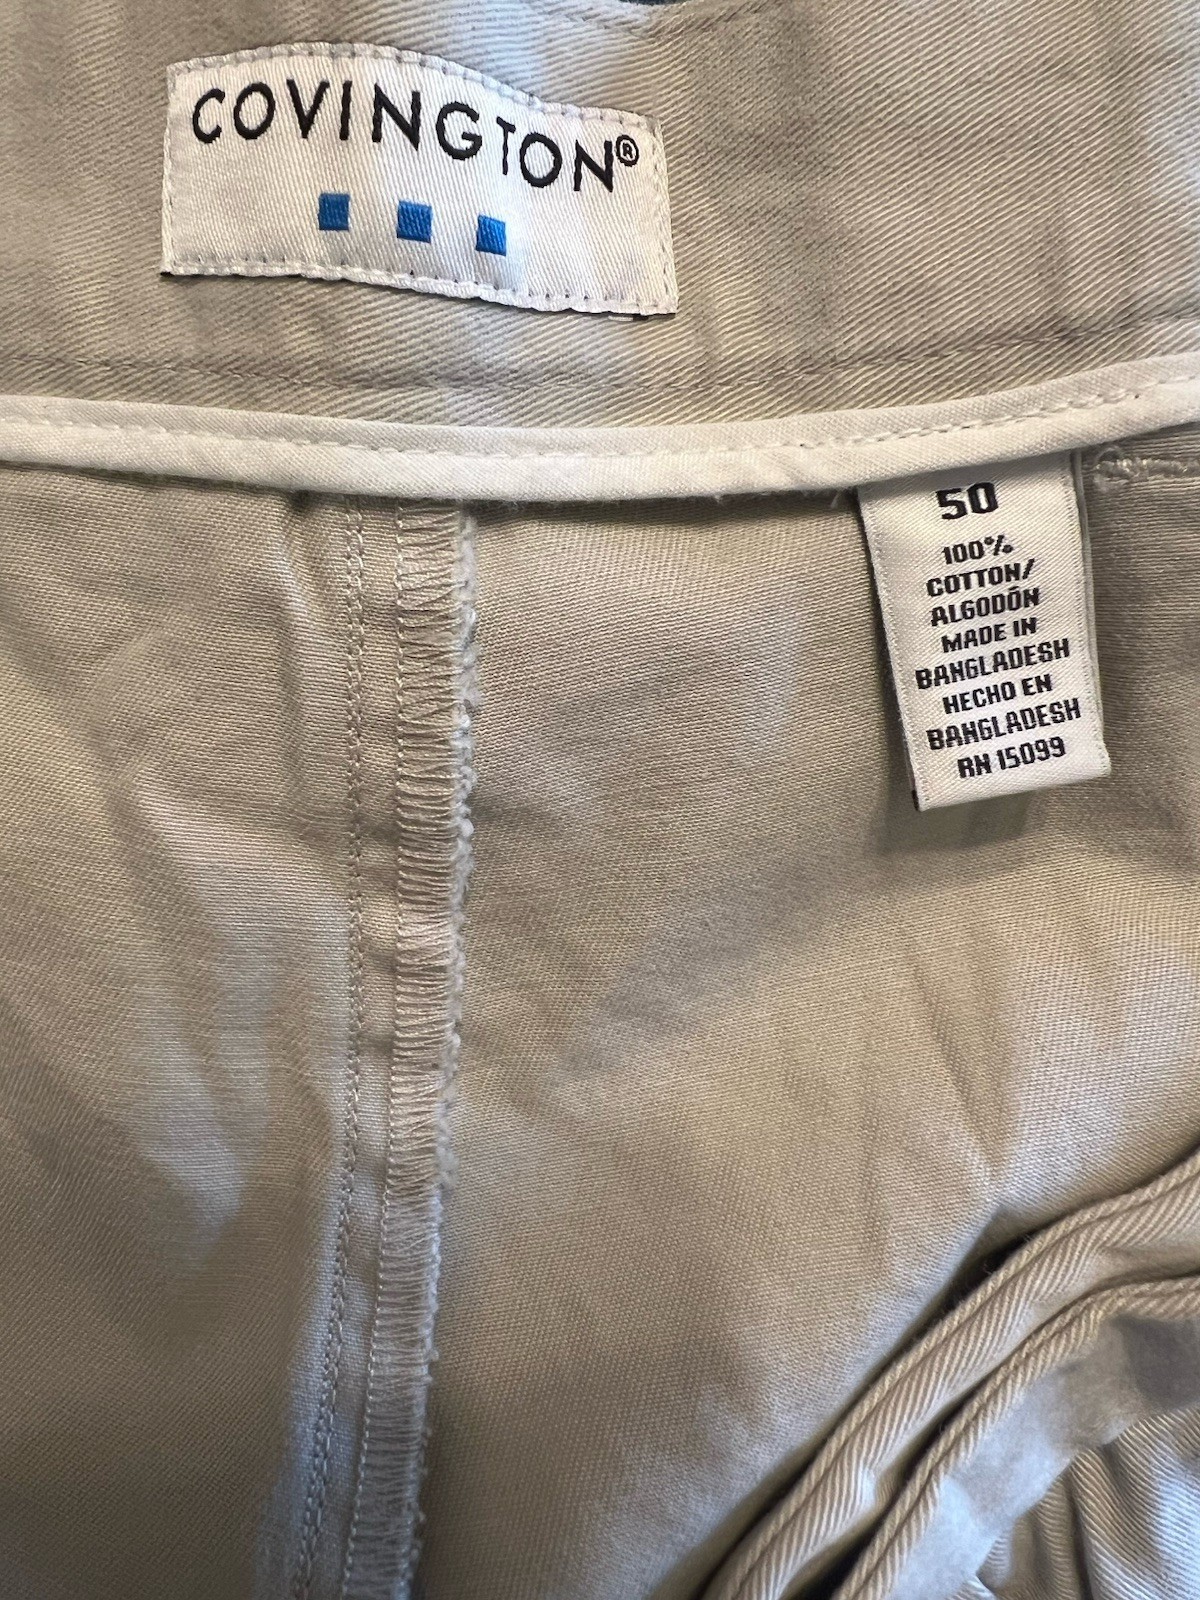 COVINGTON®
50
100%
COTTON/
ALGODÓN
MADE IN
BANGLADESH
HECHO EN
BANGLADESH
RN 15099